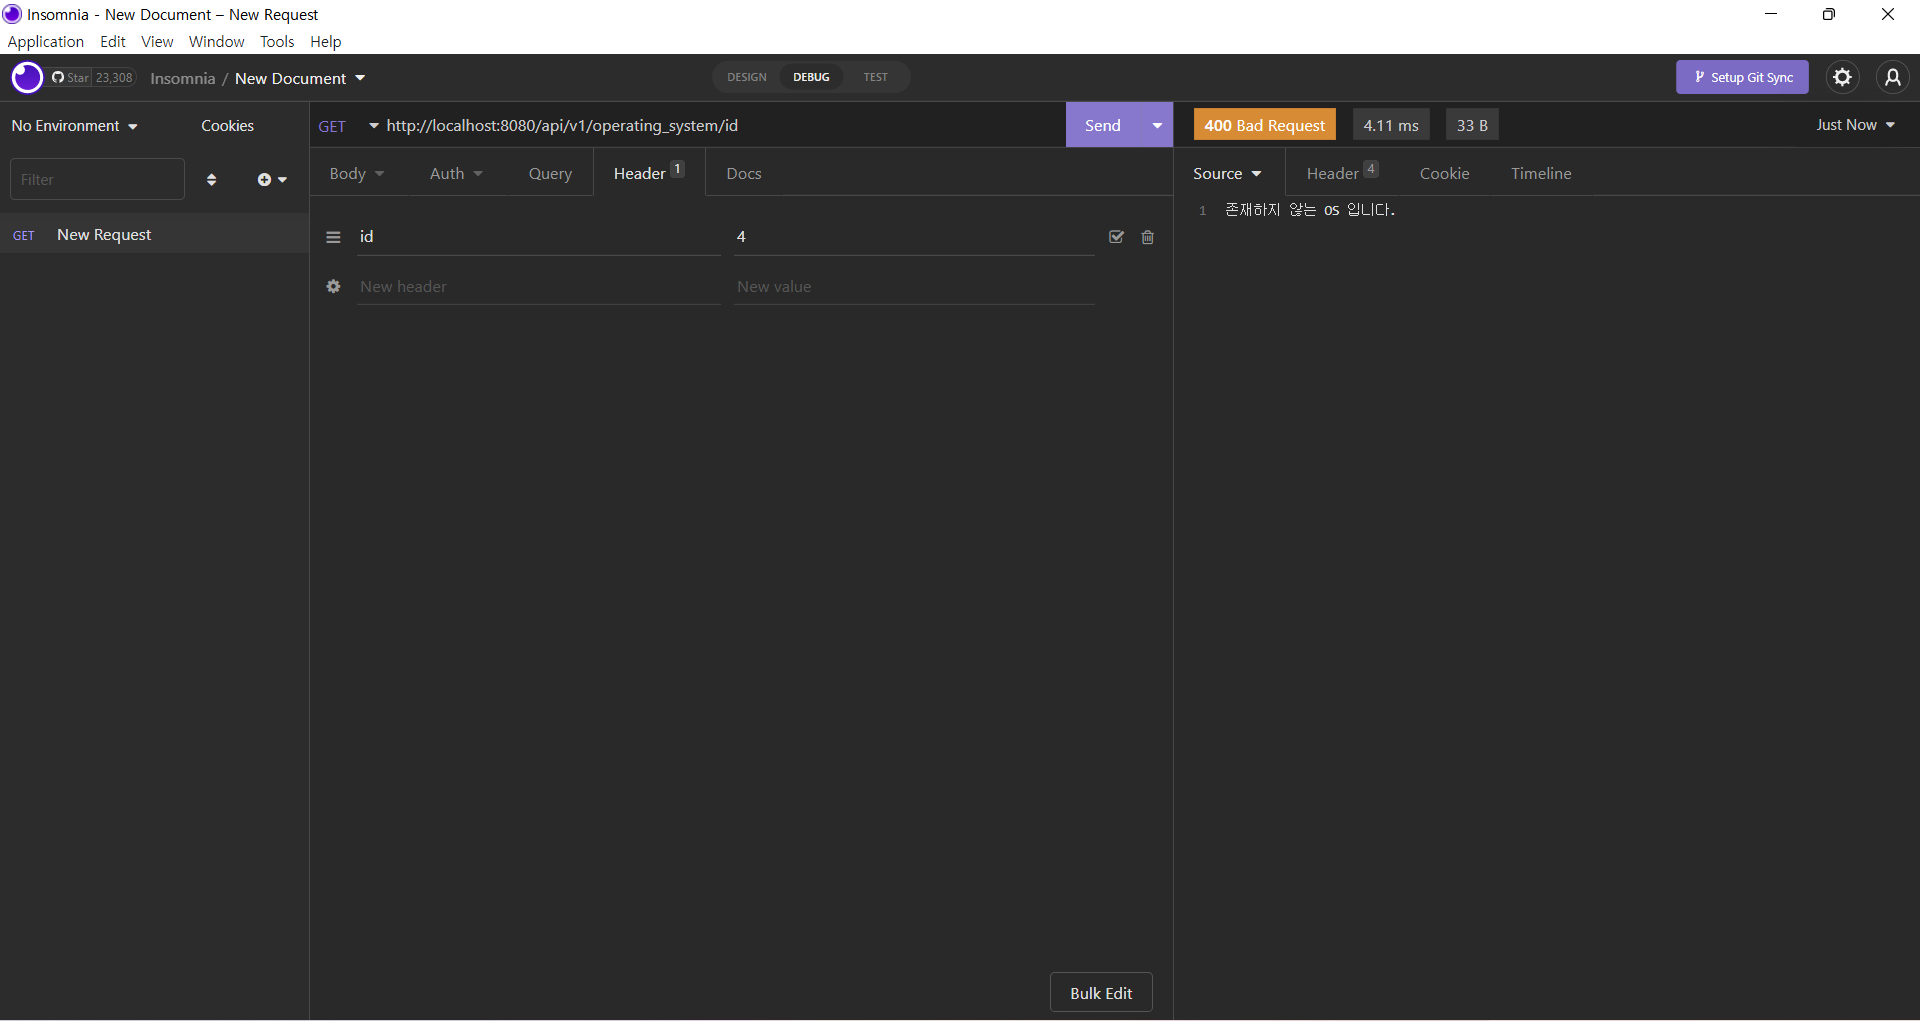 Insomnia - New Document – New Request
Application Edit View Window Tools Help
Star 23,308 Insomnia / New Document DESIGN DEBUG TEST Setup Git Sync
No Environment Cookies
Filter
GET New Request
GET http://localhost:8080/api/v1/operating_system/id Send
Body Auth Query Header 1 Docs
id 4
New header New value
Bulk Edit
400 Bad Request 4.11 ms 33 B Just Now
Source Header 4 Cookie Timeline
1 존재하지 않는 OS 입니다.